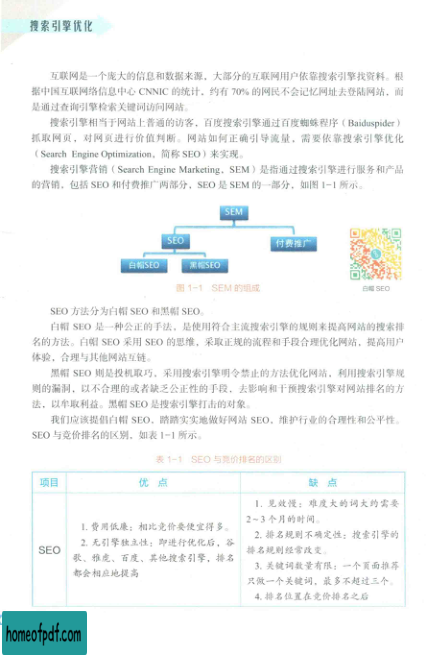 搜索引擎优化
互联网是一个庞大的信息和数据来源，大部分的互联网用户依靠搜索引擎找资料。根
据中国互联网络信息中心 CNNIC 的统计，约有 70% 的网民不会记忆网址去登陆网站，而
是通过查询引擎检索关键词访问网站。
搜索引擎相当于网站上普通的访客，百度搜索引擎通过百度蜘蛛程序（Baiduspider）
抓取网页，对网页进行价值判断。网站如何正确引导流量，需要依靠搜索引擎优化
（Search Engine Optimization，简称 SEO）来实现。
搜索引擎营销（Search Engine Marketing，SEM）是指通过搜索引擎进行服务和产品
的营销，包括 SEO 和付费推广两部分，SEO 是 SEM 的一部分，如图 1-1 所示。
SEM
SEO
付费推广
白帽SEO
黑帽SEO
图 1-1 SEM 的组成
白帽 SEO
SEO 方法分为白帽 SEO 和黑帽 SEO。
白帽 SEO 是一种公正的手法，是使用符合主流搜索引擎的规则来提高网站的搜索排
名的方法。白帽 SEO 采用 SEO 的思维，采取正规的流程和手段合理优化网站，提高用户
体验，合理与其他网站互链。
黑帽 SEO 则是投机取巧，采用搜索引擎明令禁止的方法优化网站，利用搜索引擎规
则的漏洞，以不合理的或者缺乏公正性的手段，去影响和干预搜索引擎对网站排名的方
法，以牟取利益。黑帽 SEO 是搜索引擎打击的对象。
我们应该提倡白帽 SEO，踏踏实实地做好网站 SEO，维护行业的合理性和公平性。
SEO 与竞价排名的区别，如表 1-1 所示。
表 1-1 SEO 与竞价排名的区别
项目 优 点 缺 点
SEO
1. 费用低廉：相比竞价要便宜得多。
2. 无引擎独立性：即进行优化后，谷
歌、雅虎、百度、其他搜索引擎，排名
都会相应地提高
1. 见效慢：难度大的词大约需要
2~3 个月的时间。
2. 排名规则不确定性：搜索引擎的
排名规则经常改变。
3. 关键词数量有限：一个页面推荐
只做一个关键词，最多不超过三个。
4. 排名位置在竞价排名之后
homeofpdf.com